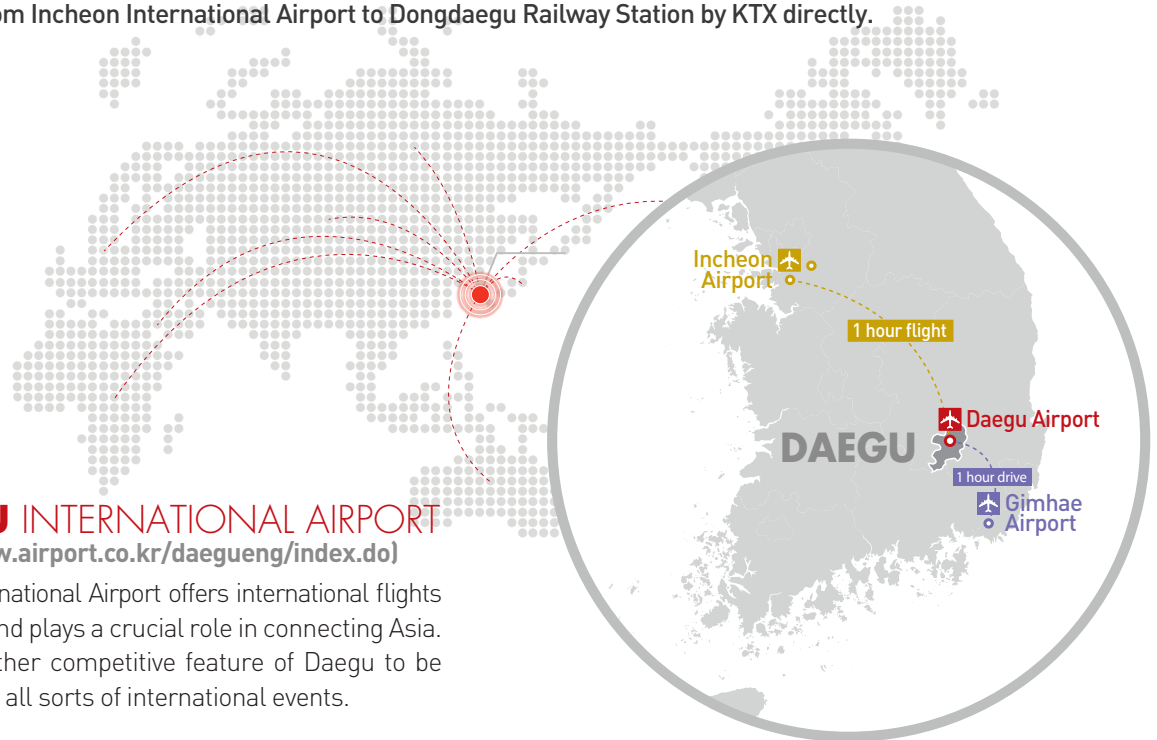 om Incheon International Airport to Dongdaegu Railway Station by KTX directly.
Incheon
Airport
1 hour flight
Daegu Airport
DAEGU
1 hour drive
Gimhae
Airport
U INTERNATIONAL AIRPORT
w.airport.co.kr/daegueng/index.do)
national Airport offers international flights
nd plays a crucial role in connecting Asia.
ther competitive feature of Daegu to be
all sorts of international events.